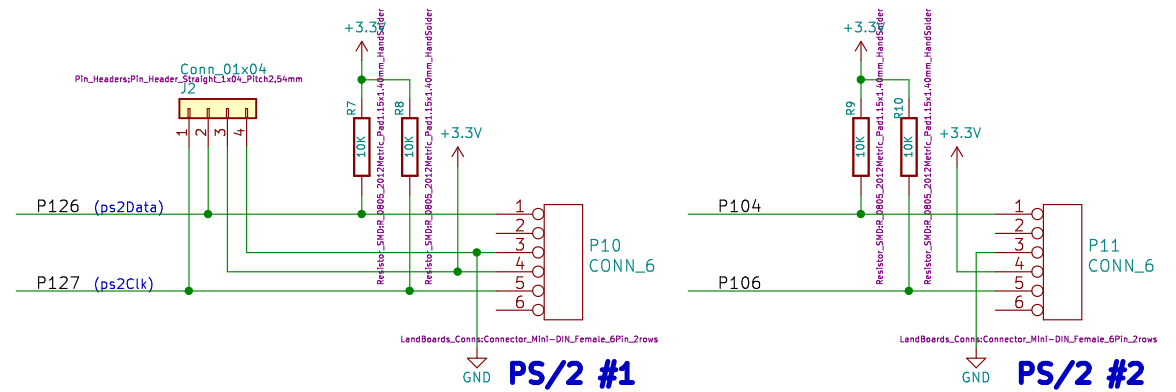 +3.3V
+3.3V
Conn_01x04
Pin_Headers:Pin_Header_Straight_1x04_Pitch2.54mm
J2
1
2
3
4
R7
10K
Resistor_SMD:R_0805_2012Metric_Pad1.15x1.40mm_HandSolder
R8
10K
Resistor_SMD:R_0805_2012Metric_Pad1.15x1.40mm_HandSolder
+3.3V
R9
10K
Resistor_SMD:R_0805_2012Metric_Pad1.15x1.40mm_HandSolder
R10
10K
Resistor_SMD:R_0805_2012Metric_Pad1.15x1.40mm_HandSolder
+3.3V
P126 (ps2Data)
P127 (ps2Clk)
1
2
3
4
5
6
P10
CONN_6
P104
P106
1
2
3
4
5
6
P11
CONN_6
LandBoards_Conns:Connector_Mini-DIN_Female_6Pin_2rows
LandBoards_Conns:Connector_Mini-DIN_Female_6Pin_2rows
GND
PS/2 #1
GND
PS/2 #2